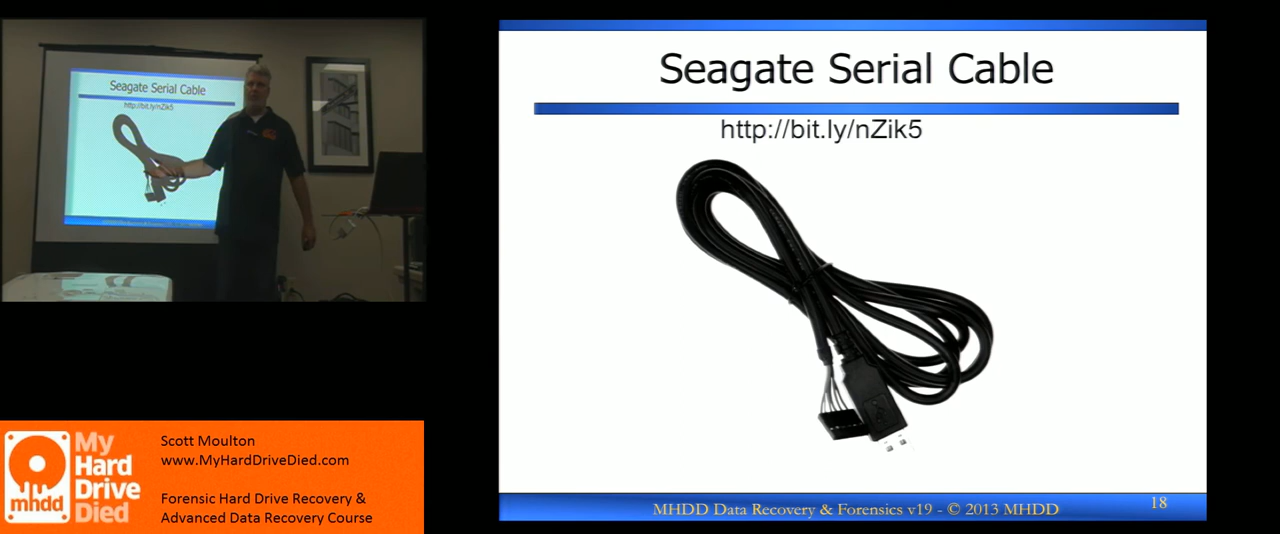 Seagate Serial Cable
http://bit.ly/nZik5
Seagate Serial Cable
http://bit.ly/nZik5
MHDD Data Recovery & Forensics v19 - © 2013 MHDD
18
My
Hard
Drive
Died
mhdd
Scott Moulton
www.MyHardDriveDied.com
Forensic Hard Drive Recovery &
Advanced Data Recovery Course